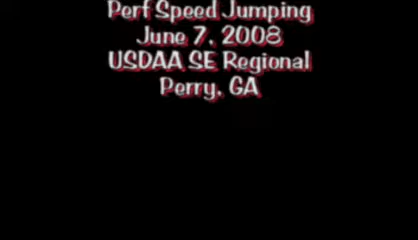 Perf Speed Jumping
June 7, 2008
USDAA SE Regional
Perry, GA